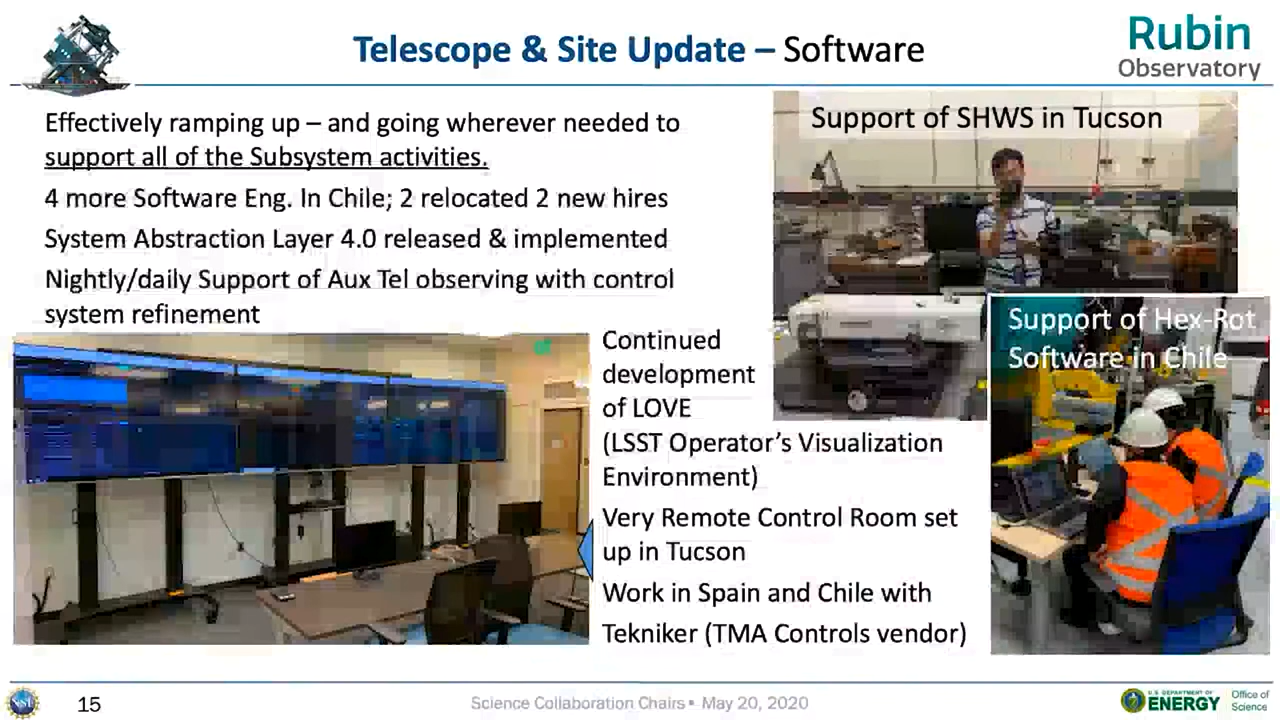 Telescope & Site Update – Software
Rubin
Observatory
Effectively ramping up – and going wherever needed to
support all of the Subsystem activities.
4 more Software Eng. In Chile; 2 relocated 2 new hires
System Abstraction Layer 4.0 released & implemented
Nightly/daily Support of Aux Tel observing with control
system refinement
Support of SHWS in Tucson
Support of Hex-Rot
Software in Chile
Continued
development
of LOVE
(LSST Operator’s Visualization
Environment)
Very Remote Control Room set
up in Tucson
Work in Spain and Chile with
Tekniker (TMA Controls vendor)
NSF
15
Science Collaboration Chairs▪ May 20, 2020
U.S. DEPARTMENT OF
ENERGY
Office of
Science